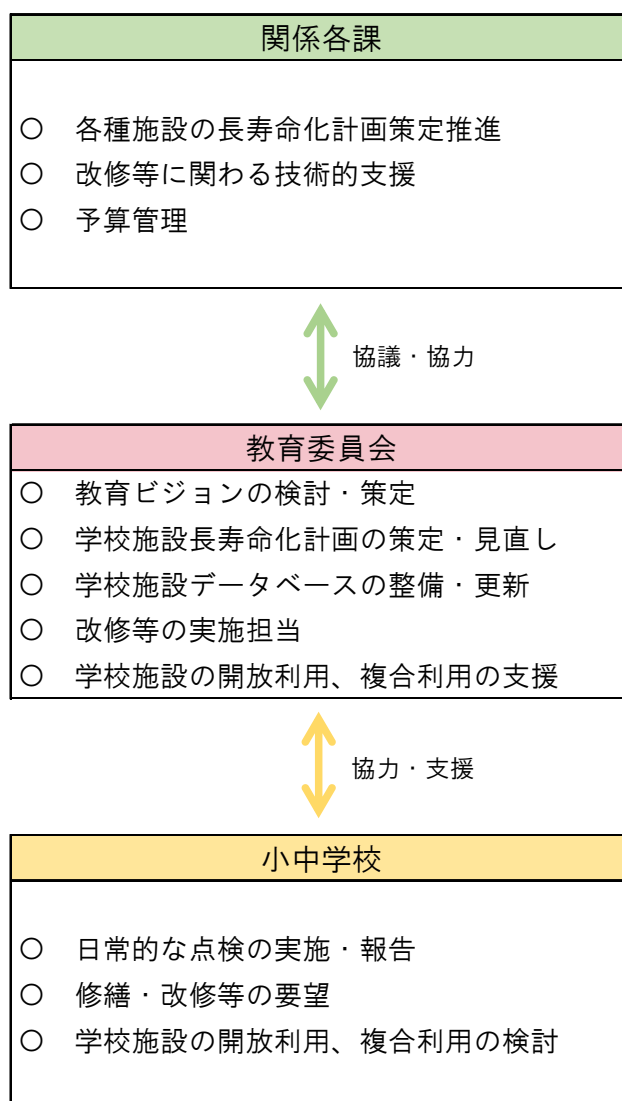 関係各課
○ 各種施設の長寿命化計画策定推進
○ 改修等に関わる技術的支援
○ 予算管理
協議・協力
教育委員会
○ 教育ビジョンの検討・策定
○ 学校施設長寿命化計画の策定・見直し
○ 学校施設データベースの整備・更新
○ 改修等の実施担当
○ 学校施設の開放利用、複合利用の支援
協力・支援
小中学校
○ 日常的な点検の実施・報告
○ 修繕・改修等の要望
○ 学校施設の開放利用、複合利用の検討